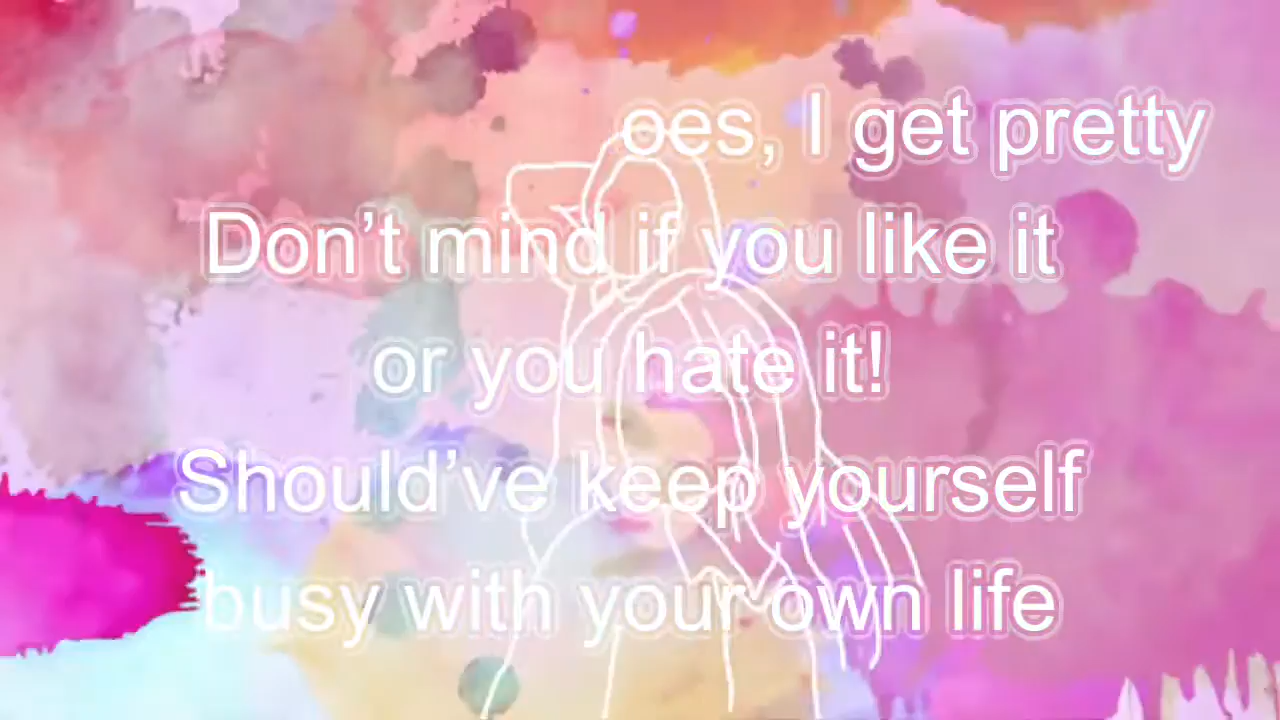 oes, I get pretty
Don’t mind if you like it
or you hate it!
Should’ve keep yourself
busy with your own life